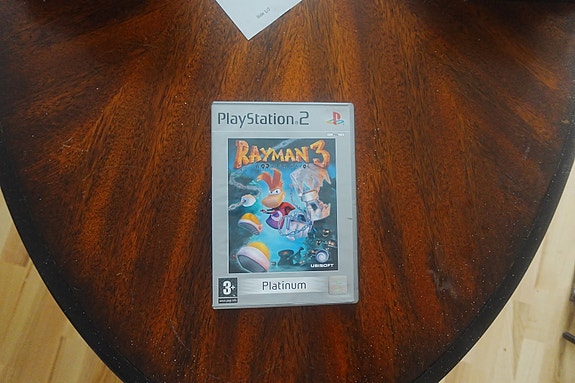 PlayStation 2
RAYMAN 3
UBISOFT
3+
Platinum